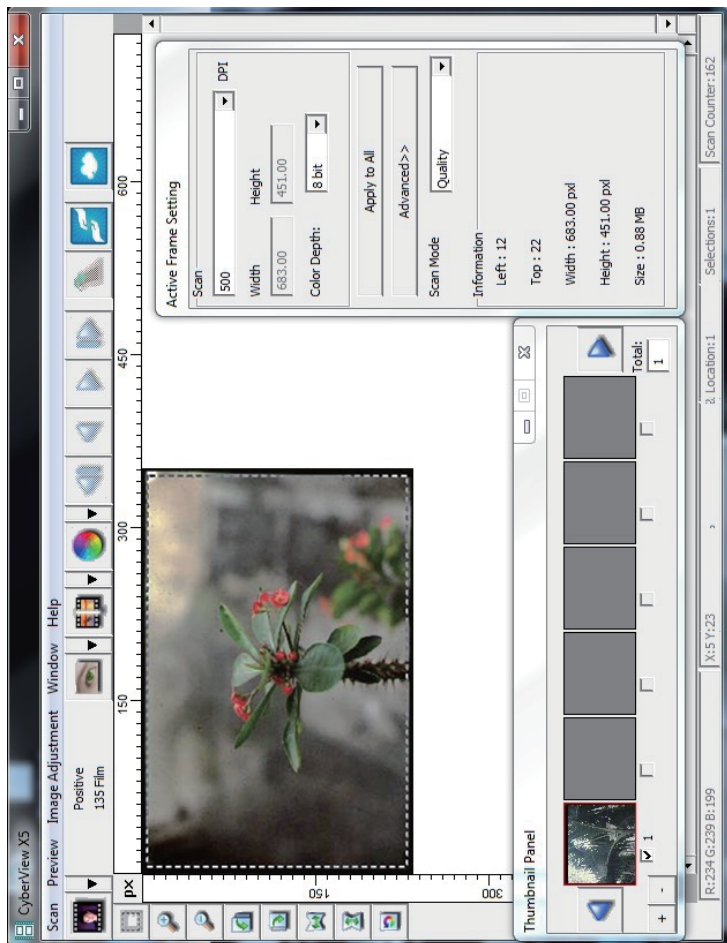 CyberView X5
Scan Preview Image Adjustment Window Help
Positive
135 Film
px
150
300
450
600
150
300
Active Frame Setting
Scan
500
DPI
Width
Height
683.00
451.00
Color Depth:
8 bit
Apply to All
Advanced>>
Scan Mode
Quality
Information
Left : 12
Top : 22
Width : 683.00 pxl
Height : 451.00 pxl
Size : 0.88 MB
Thumbnail Panel
1
+ -
Total:
1
R:234 G:239 B:199
X:5 Y:23
2. Location:1
Selections:1
Scan Counter:162